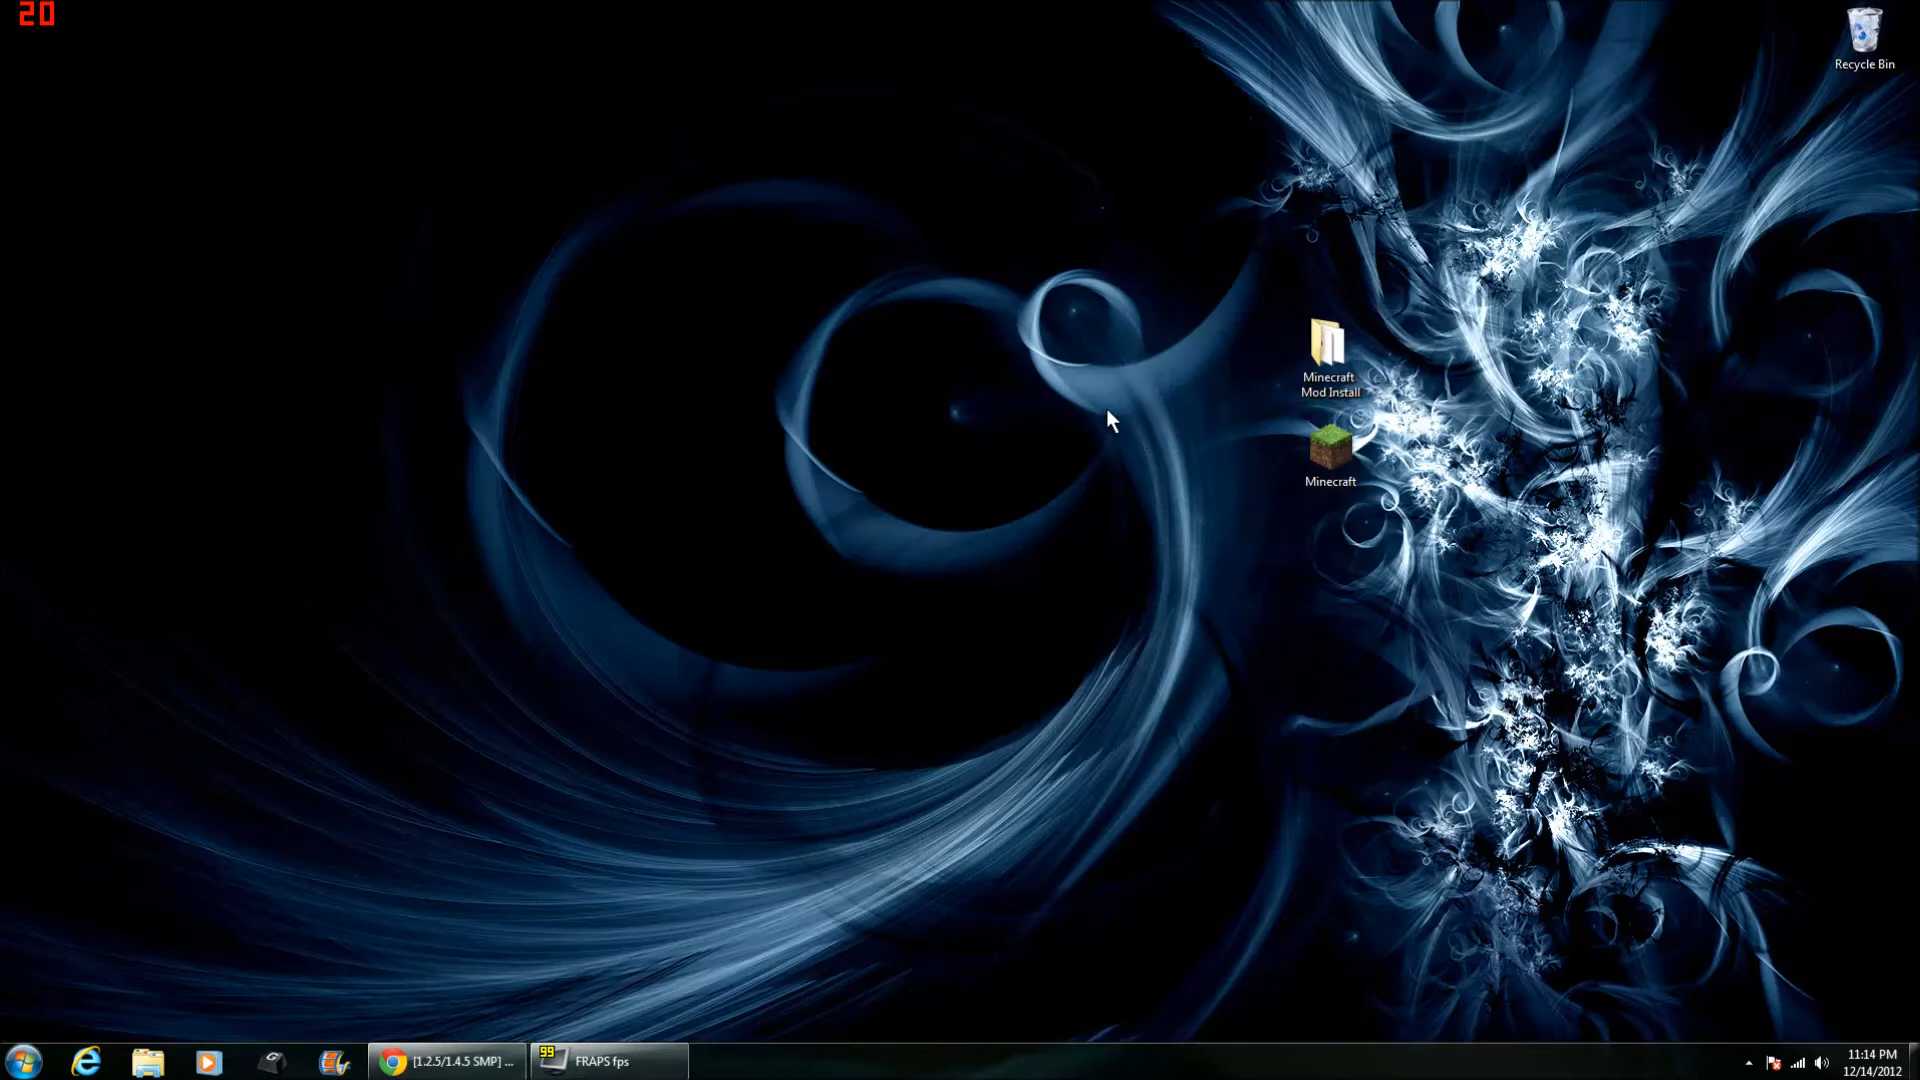 20
Recycle Bin
Minecraft
Mod Install
Minecraft
[1.2.5/1.4.5 SMP] ...
99
FRAPS fps
11:14 PM
12/14/2012